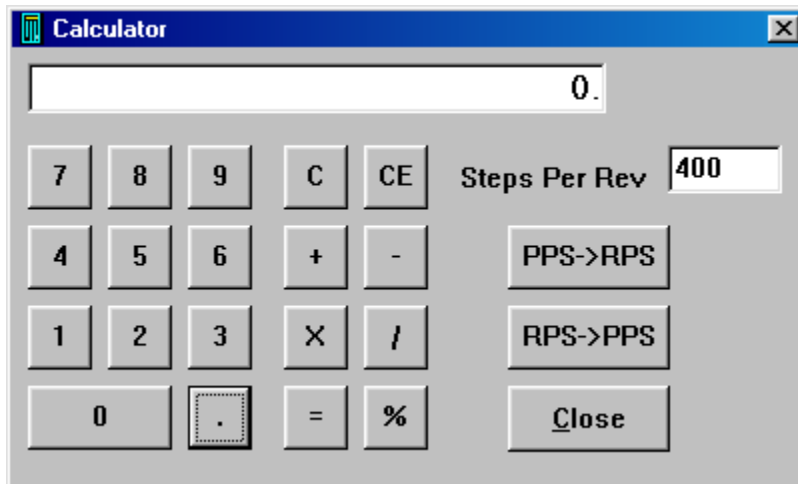 Calculator
0.
7 8 9 C CE Steps Per Rev 400
4 5 6 + - PPS->RPS
1 2 3 X / RPS->PPS
0 . = % Close